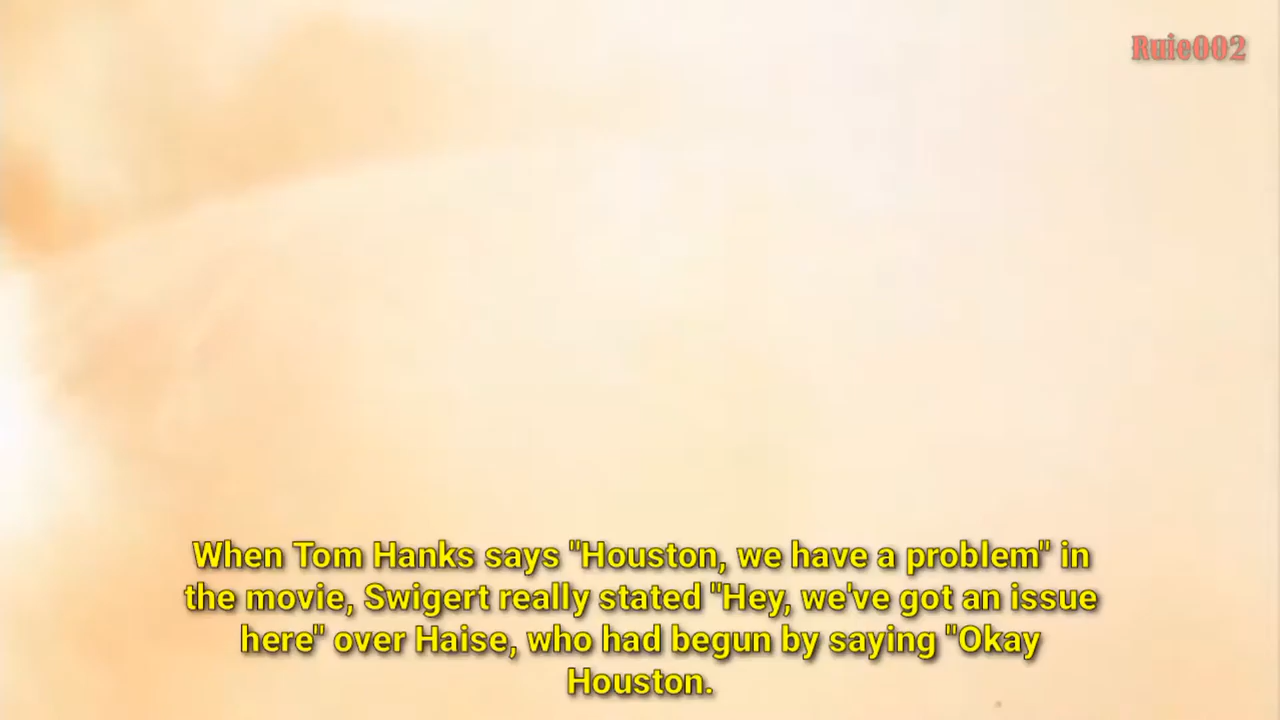 Ruie002
When Tom Hanks says "Houston, we have a problem" in
the movie, Swigert really stated "Hey, we've got an issue
here" over Haise, who had begun by saying "Okay
Houston.